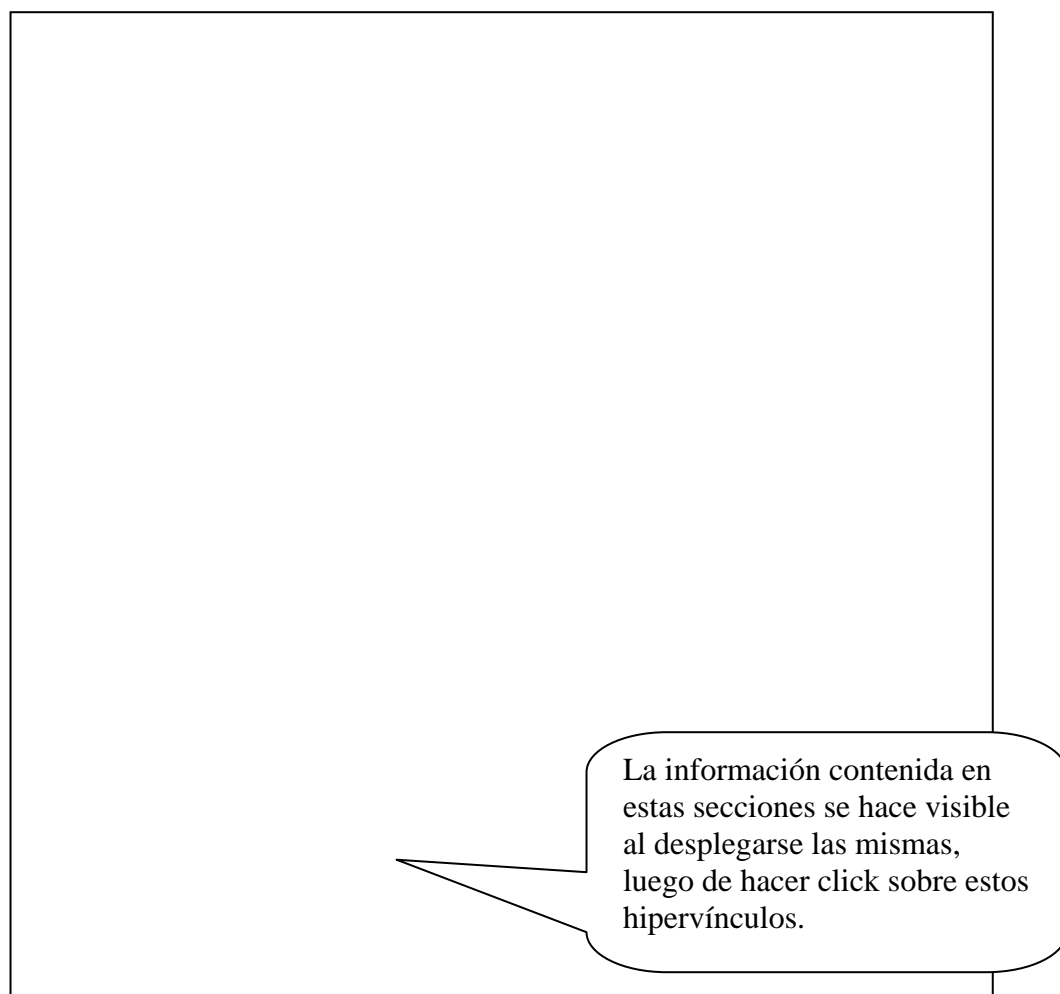 La información contenida en
estas secciones se hace visible
al desplegarse las mismas,
luego de hacer click sobre estos
hipervínculos.